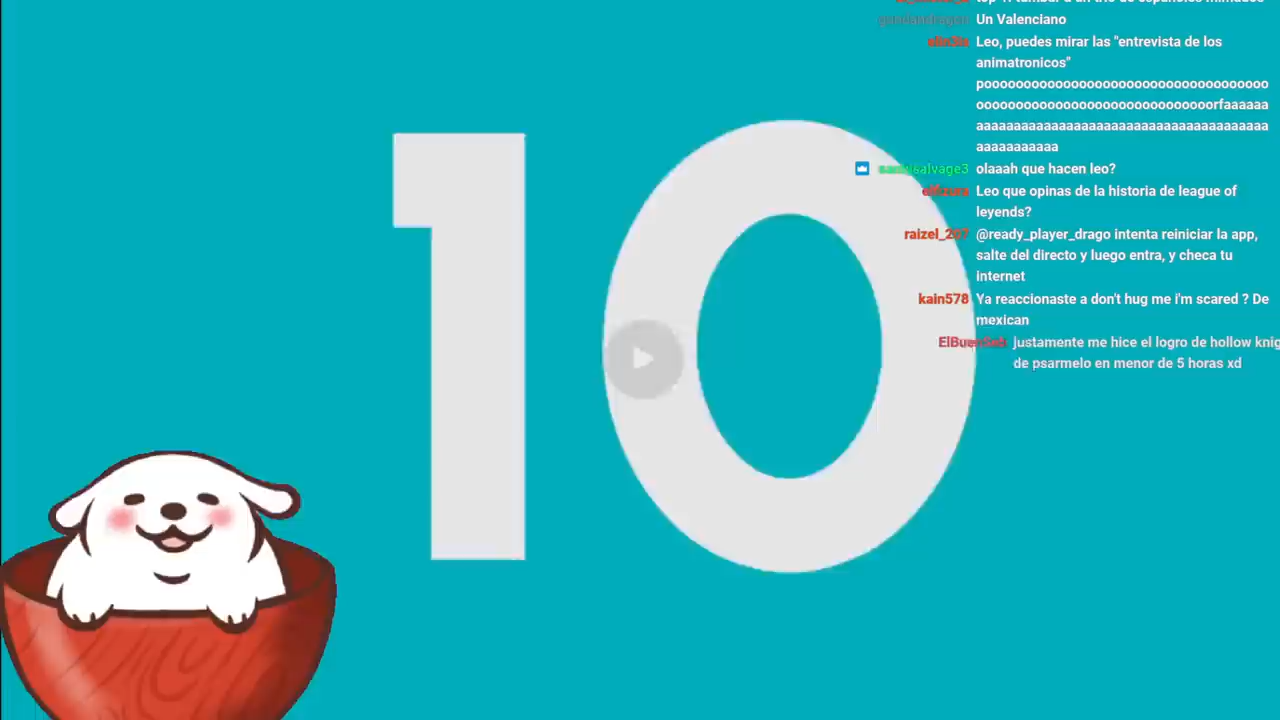 Un Valenciano
Leo, puedes mirar las "entrevista de los
animatronicos"
poooooooooooooooooooooooooooooooooo
oooooooooooooooooooooooooooooorfaaaaaa
aaaaaaaaaaaaaaaaaaaaaaaaaaaaaaaaaaaaaaa
aaaaaaaaaaa
olaaah que hacen leo?
Leo que opinas de la historia de league of
leyends?
raizel_207 @ready_player_drago intenta reiniciar la app,
salte del directo y luego entra, y checa tu
internet
kain578 Ya reaccionaste a don't hug me i'm scared ? De
mexican
justamente me hice el logro de hollow knig
de psarmelo en menor de 5 horas xd
10